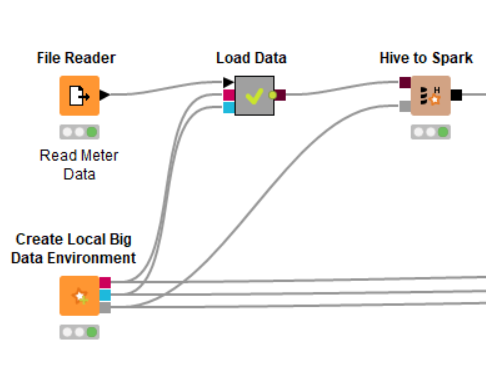 File Reader
Load Data
Hive to Spark
H
Read Meter
Data
Create Local Big
Data Environment